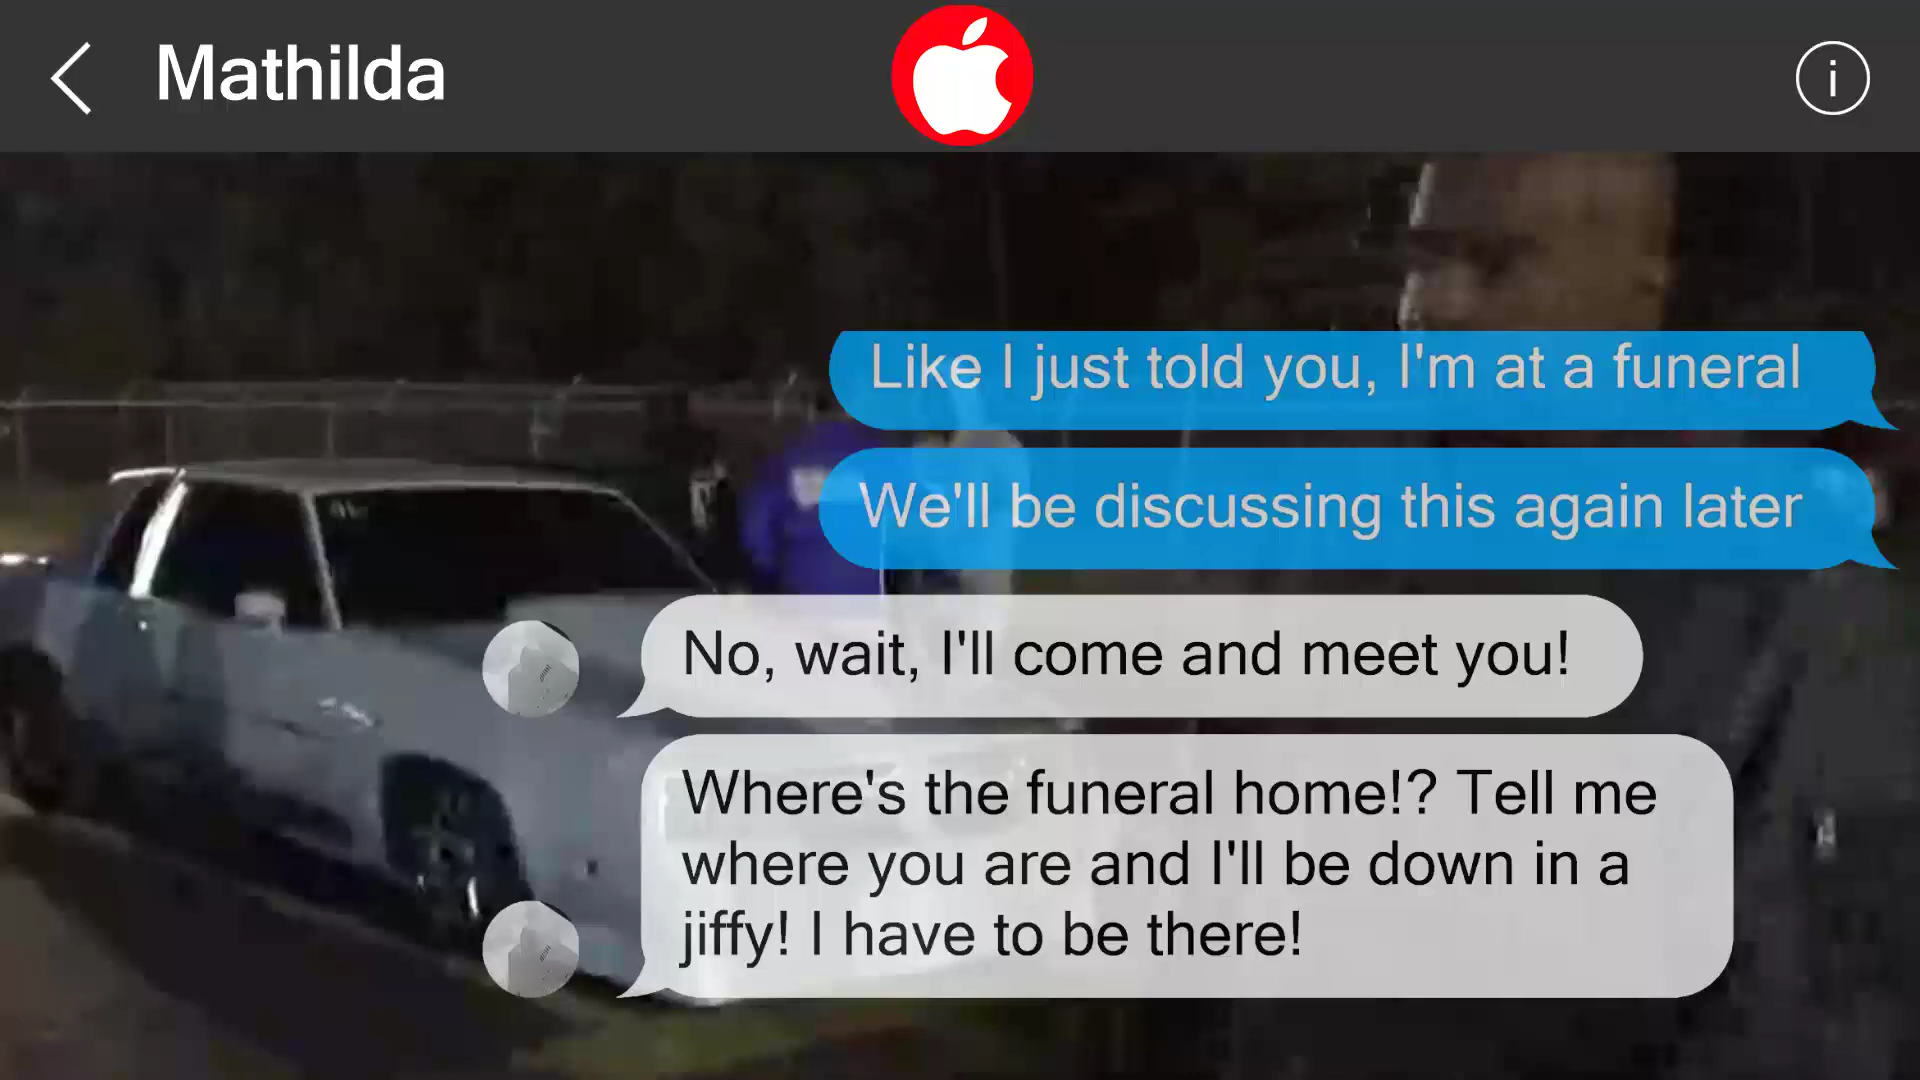 Mathilda
i
Like I just told you, I'm at a funeral
We'll be discussing this again later
No, wait, I'll come and meet you!
Where's the funeral home!? Tell me
where you are and I'll be down in a
jiffy! I have to be there!